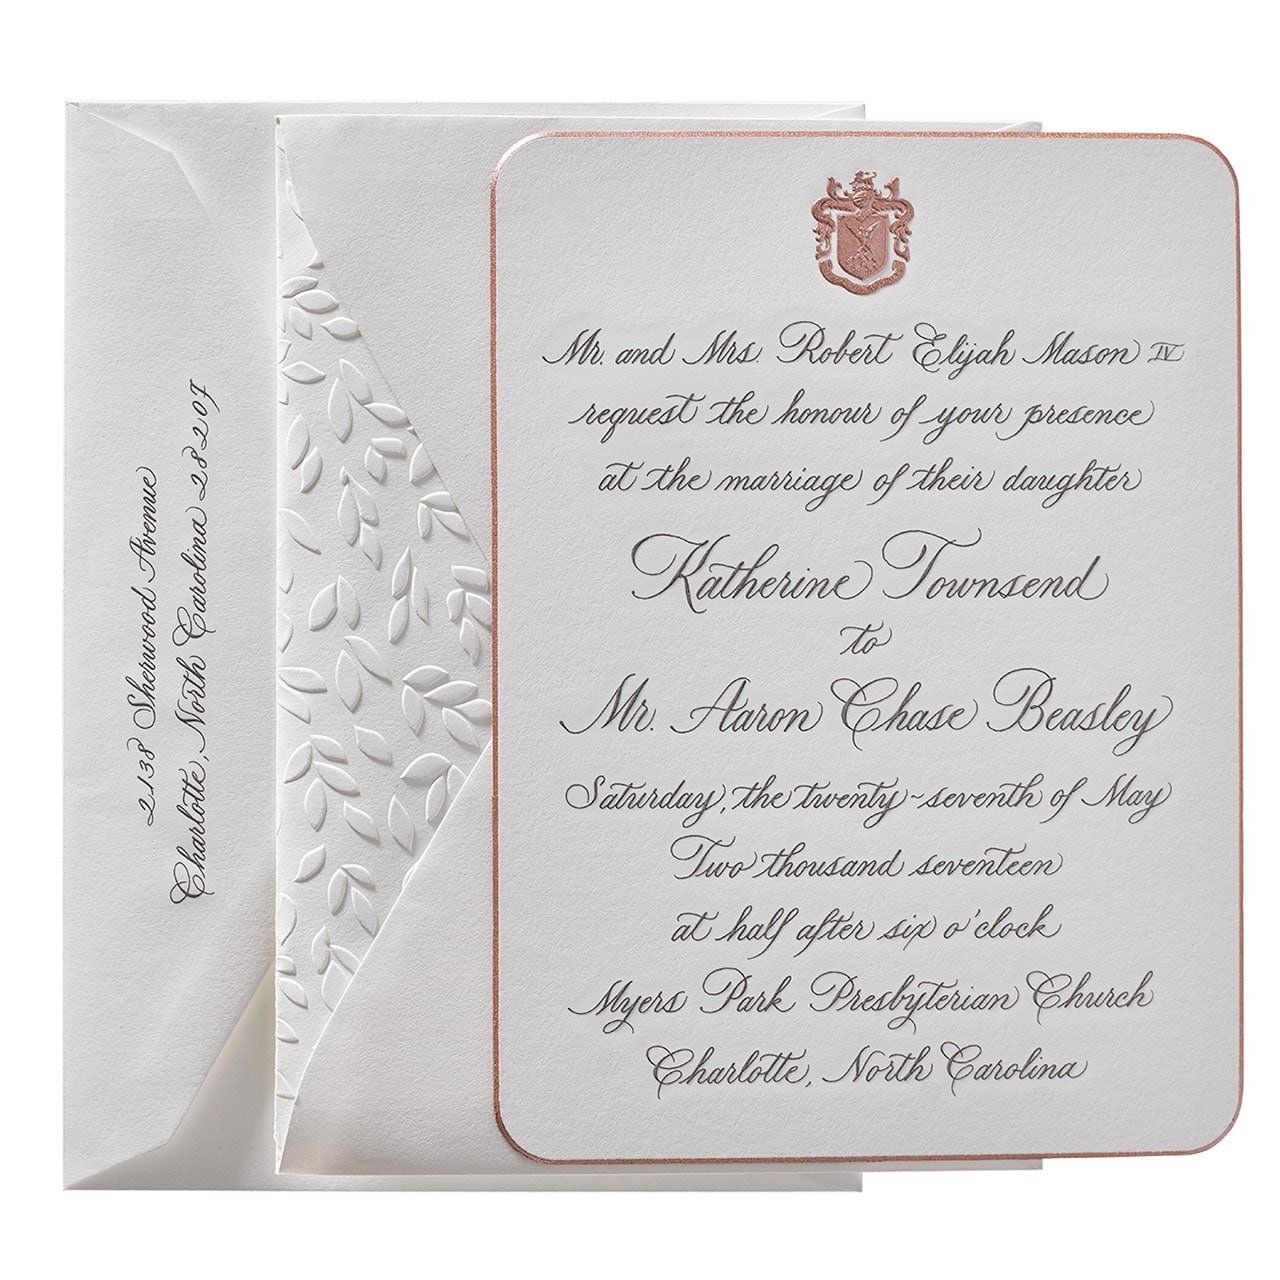 2138 Sherwood Avenue
Charlotte, North Carolina 28207
Mr. and Mrs. Robert Elijah Mason IV
request the honour of your presence
at the marriage of their daughter
Katherine Townsend
to
Mr. Aaron Chase Beasley
Saturday, the twenty-seventh of May
Two thousand seventeen
at half after six o'clock
Myers Park Presbyterian Church
Charlotte, North Carolina